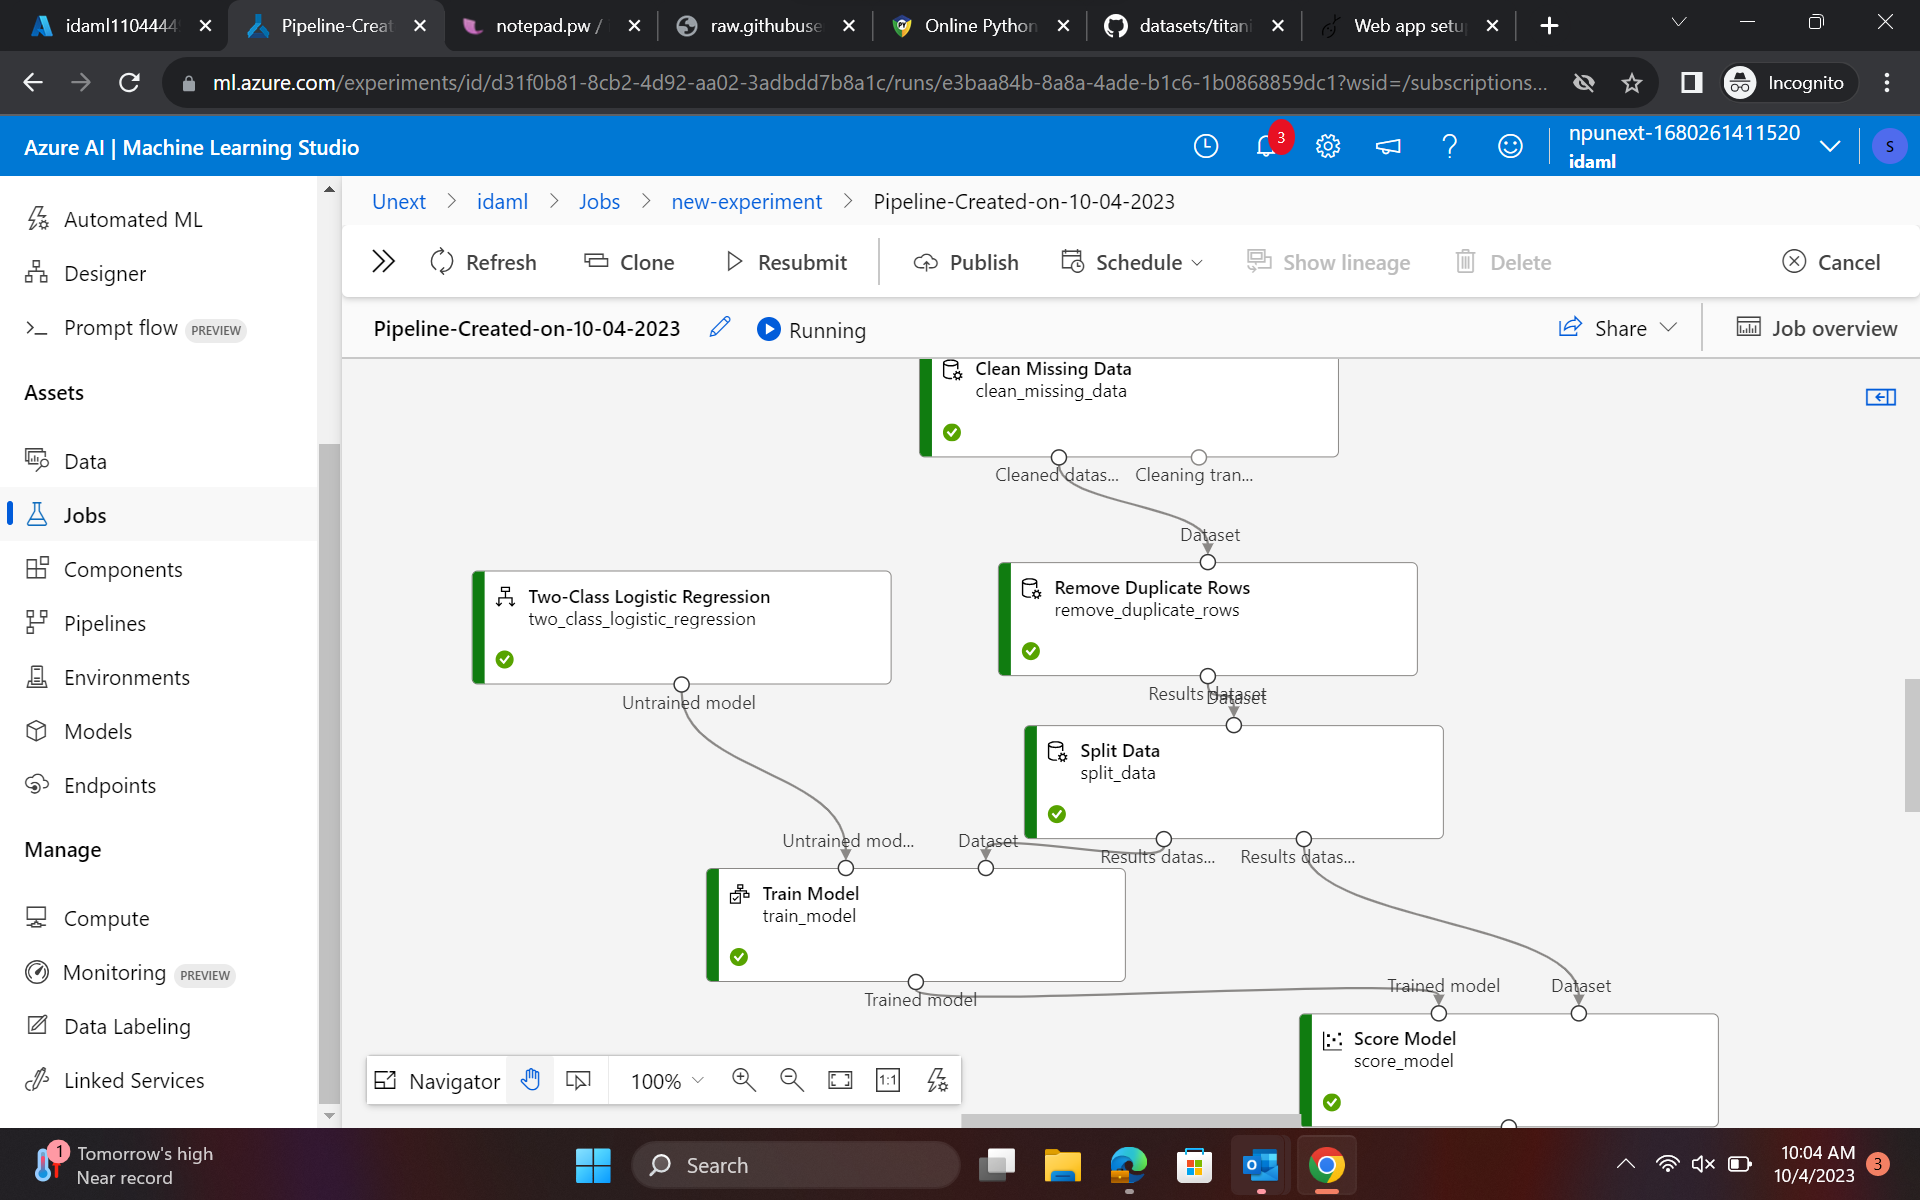 idaml1104444
Pipeline-Creat
notepad.pw /
raw.githubuse
Online Python
datasets/titani
Web app setu
ml.azure.com/experiments/id/d31f0b81-8cb2-4d92-aa02-3adbdd7b8a1c/runs/e3baa84b-8a8a-4ade-b1c6-1b0868859dc1?wsid=/subscriptions...
Incognito
Azure AI | Machine Learning Studio
3
npunext-1680261411520
idaml
S
Automated ML
Designer
Prompt flow PREVIEW
Assets
Data
Jobs
Components
Pipelines
Environments
Models
Endpoints
Manage
Compute
Monitoring PREVIEW
Data Labeling
Linked Services
Unext > idaml > Jobs > new-experiment > Pipeline-Created-on-10-04-2023
Refresh
Clone
Resubmit
Publish
Schedule
Show lineage
Delete
Cancel
Pipeline-Created-on-10-04-2023
Running
Share
Job overview
Clean Missing Data
clean_missing_data
Cleaned datas...
Cleaning tran...
Dataset
Two-Class Logistic Regression
two_class_logistic_regression
Untrained model
Remove Duplicate Rows
remove_duplicate_rows
Results dataset
Dataset
Split Data
split_data
Untrained mod...
Dataset
Results datas...
Results datas...
Train Model
train_model
Trained model
Trained model
Dataset
Score Model
score_model
Navigator
100%
1:1
1
Tomorrow's high
Near record
Search
10:04 AM
10/4/2023
3